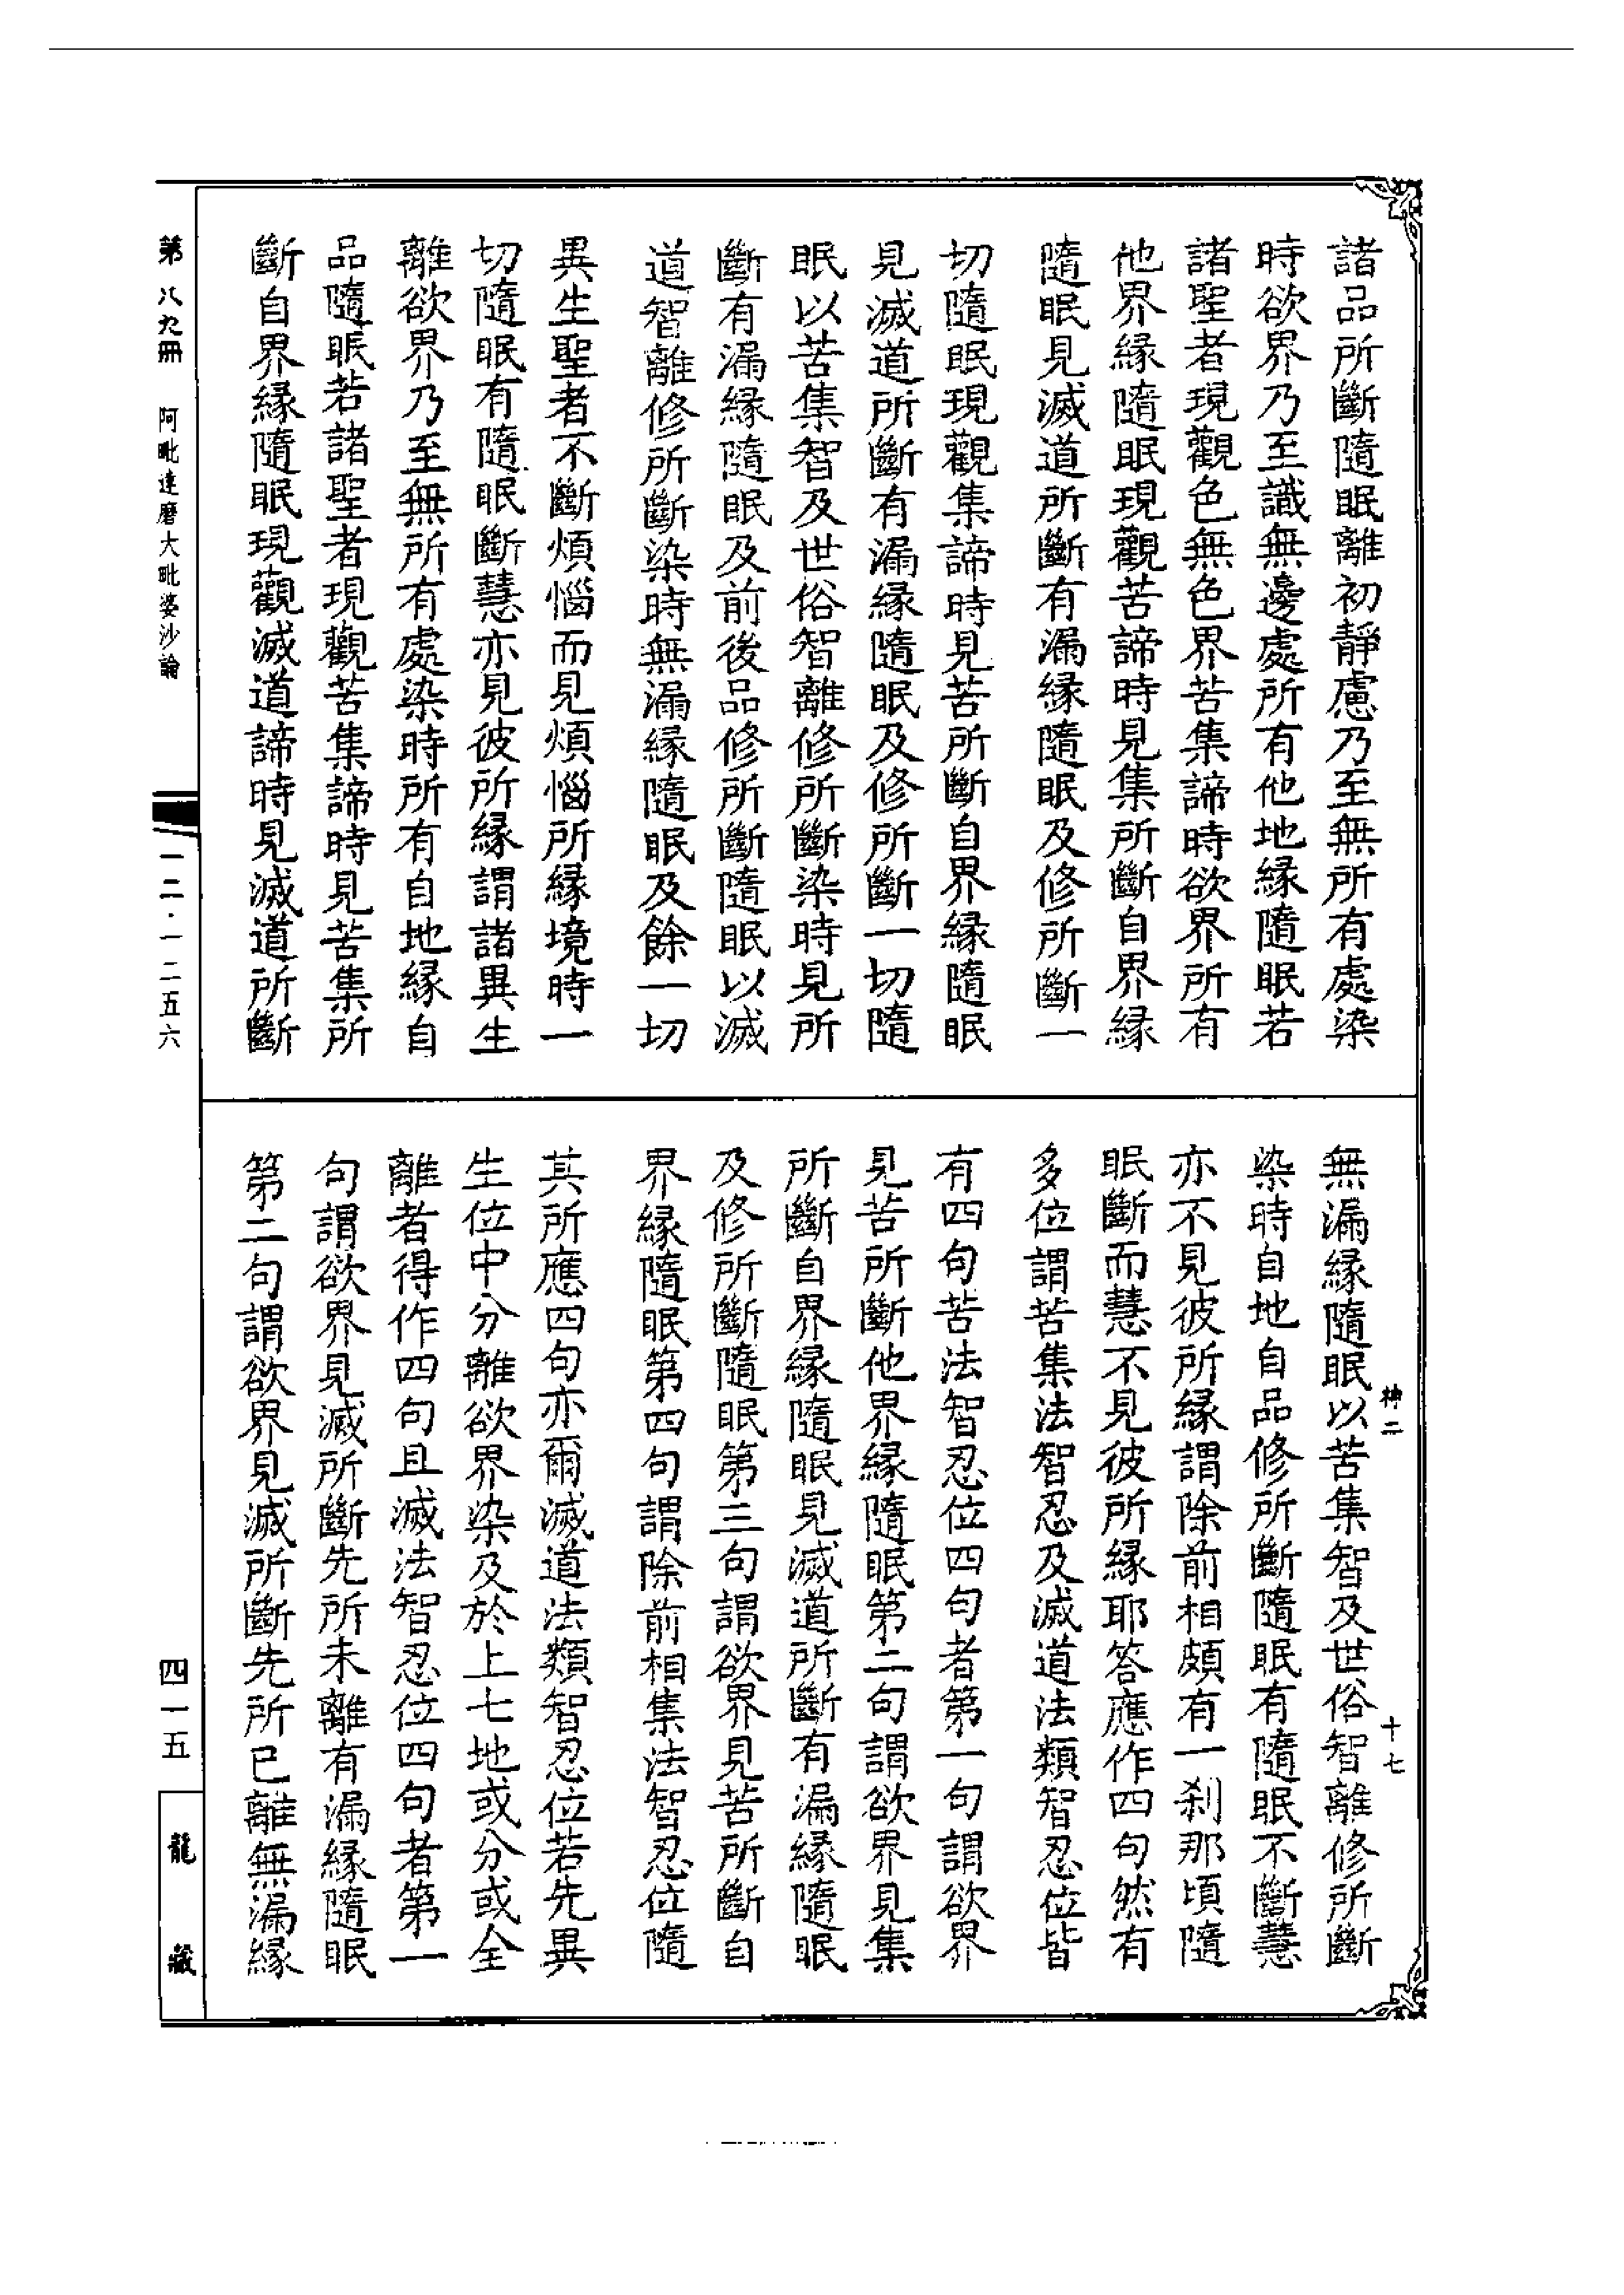 諸品所斷隨眠離初靜慮乃至無所有處染
時欲界乃至識無邊處所有他地緣隨眠若
諸聖者現觀色無色界苦集諦時欲界所有
他界緣隨眠現觀苦諦時見集所斷自界緣
隨眠見滅道所斷有漏緣隨眠及修所斷一
切隨眠現觀集諦時見苦所斷自界緣隨眠
見滅道所斷有漏緣隨眠及修所斷一切隨
眠以苦集智及世俗智離修所斷染時見所
斷有漏緣隨眠及前後品修所斷隨眠以滅
道智離修所斷染時無漏緣隨眠及餘一切
異生聖者不斷煩惱而見煩惱所緣境時一
切隨眠有隨眠斷慧亦見彼所緣謂諸異生
離欲界乃至無所有處染時所有自地緣自
品隨眠若諸聖者現觀苦集諦時見苦集所
斷自界緣隨眠現觀滅道諦時見滅道所斷
無漏緣隨眠以苦集智及世俗智離修所斷
染時自地自品修所斷隨眠有隨眠不斷慧
亦不見彼所緣謂除前相頗有一剎那頃隨
眠斷而慧不見彼所緣耶答應作四句然有
多位謂苦集法智忍及滅道法類智忍位皆
有四句苦法智忍位四句者第一句謂欲界
見苦所斷他界緣隨眠第二句謂欲界見集
所斷自界緣隨眠見滅道所斷有漏緣隨眠
及修所斷隨眠第三句謂欲界見苦所斷自
界緣隨眠第四句謂除前相集法智忍位隨
其所應四句亦爾滅道法類智忍位若先異
生位中分離欲界染及於上七地或分或全
離者得作四句且滅法智忍位四句者第一
句謂欲界見滅所斷先所未離有漏緣隨眠
第二句謂欲界見滅所斷先所已離無漏緣
神二
十七
第八九冊
阿毗達磨大毗婆沙論
一二·一二五六
四一五
龍藏